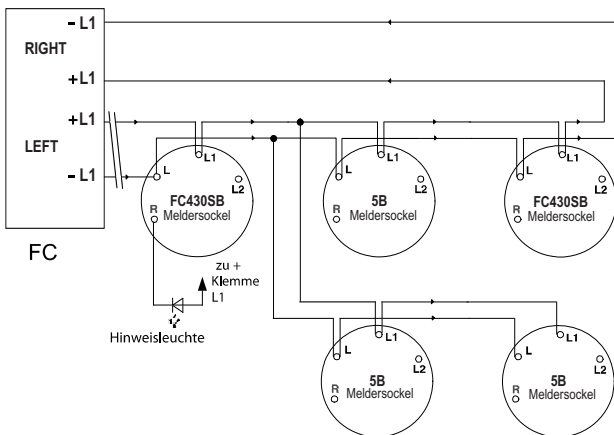 - L1
RIGHT
+L1
+L1
LEFT
- L1
FC
L
L1
L2
R
FC430SB
Meldersockel
L
L1
L2
R
5B
Meldersockel
L
L1
L2
R
FC430SB
Meldersockel
zu +
Klemme
L1
Hinweisleuchte
L
L1
L2
R
5B
Meldersockel
L
L1
L2
R
5B
Meldersockel